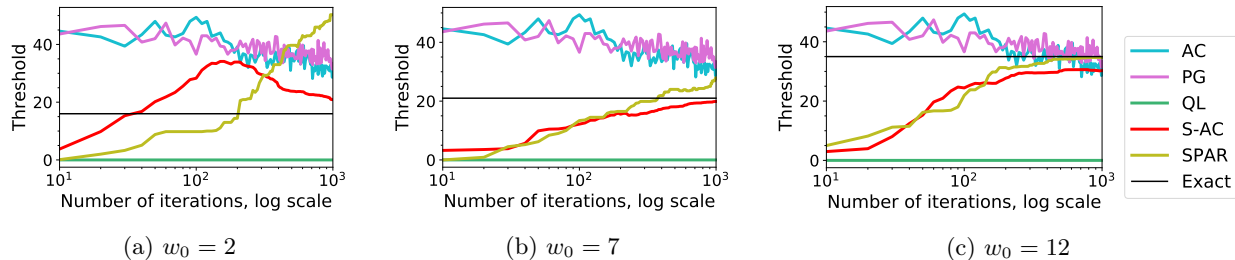 Threshold
40
20
0
10^1 10^2 10^3
Number of iterations, log scale
(a) w_0 = 2
Threshold
40
20
0
10^1 10^2 10^3
Number of iterations, log scale
(b) w_0 = 7
Threshold
40
20
0
10^1 10^2 10^3
Number of iterations, log scale
(c) w_0 = 12
AC
PG
QL
S-AC
SPAR
Exact